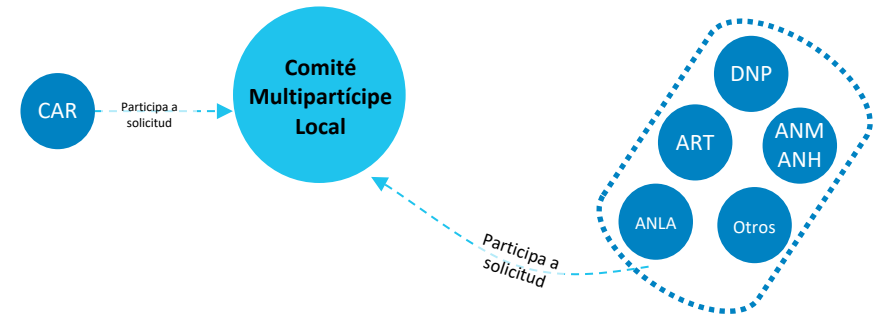 CAR
Participa a
solicitud
Comité
Multipartícipe
Local
DNP
ART
ANM
ANH
ANLA
Otros
Participa a
solicitud